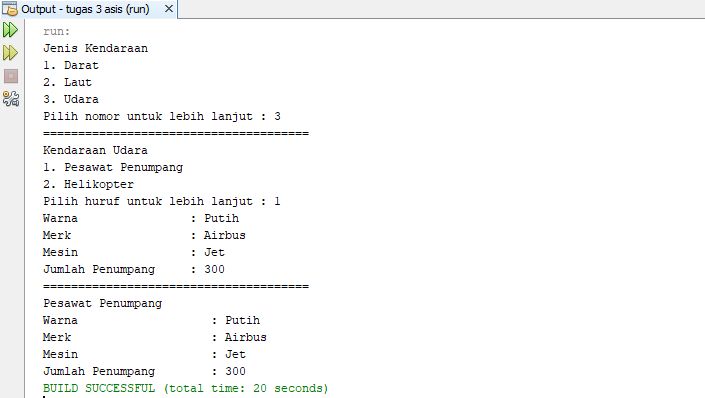 Output - tugas 3 asis (run) ×
run:
Jenis Kendaraan
1. Darat
2. Laut
3. Udara
Pilih nomor untuk lebih lanjut : 3
======================================
Kendaraan Udara
1. Pesawat Penumpang
2. Helikopter
Pilih huruf untuk lebih lanjut : 1
Warna                : Putih
Merk                 : Airbus
Mesin                : Jet
Jumlah Penumpang     : 300
======================================
Pesawat Penumpang
Warna                   : Putih
Merk                    : Airbus
Mesin                   : Jet
Jumlah Penumpang        : 300
BUILD SUCCESSFUL (total time: 20 seconds)